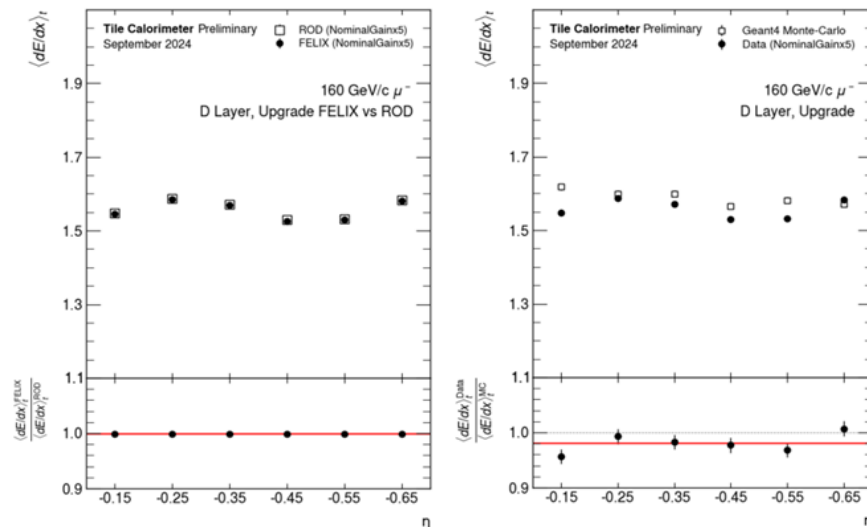 ⟨dE/dx⟩t
Tile Calorimeter Preliminary
September 2024
ROD (NominalGainx5)
FELIX (NominalGainx5)
160 GeV/c μ⁻
D Layer, Upgrade FELIX vs ROD
1.9
1.7
1.5
1.3
1.1
⟨dE/dx⟩t^FELIX
⟨dE/dx⟩t^ROD
1.0
0.9
-0.15 -0.25 -0.35 -0.45 -0.55 -0.65
η
⟨dE/dx⟩t
Tile Calorimeter Preliminary
September 2024
Geant4 Monte-Carlo
Data (NominalGainx5)
160 GeV/c μ⁻
D Layer, Upgrade
1.9
1.7
1.5
1.3
1.1
⟨dE/dx⟩t^Data
⟨dE/dx⟩t^MC
1.0
0.9
-0.15 -0.25 -0.35 -0.45 -0.55 -0.65
η